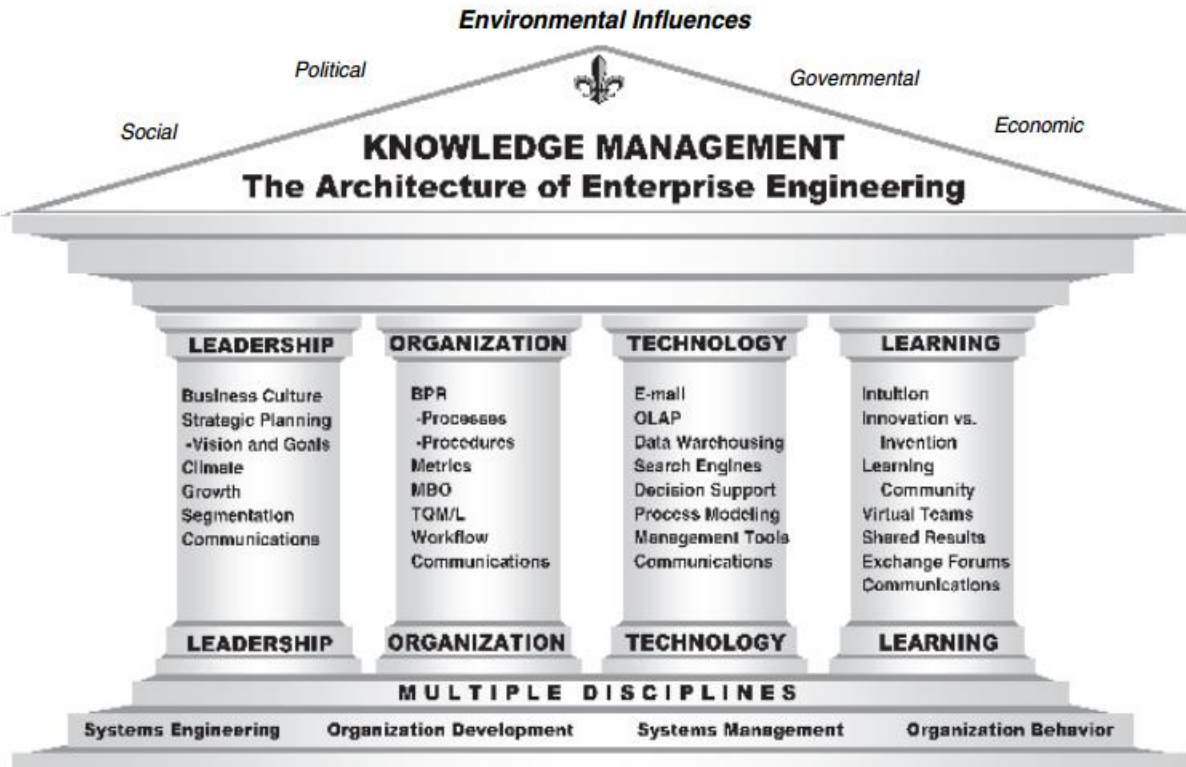 Environmental Influences
Political
Governmental
Social
Economic
KNOWLEDGE MANAGEMENT
The Architecture of Enterprise Engineering
LEADERSHIP
Business Culture
Strategic Planning
-Vision and Goals
Climate
Growth
Segmentation
Communications
LEADERSHIP
ORGANIZATION
BPR
-Processes
-Procedures
Metrics
MBO
TQM/L
Workflow
Communications
ORGANIZATION
TECHNOLOGY
E-mail
OLAP
Data Warehousing
Search Engines
Decision Support
Process Modeling
Management Tools
Communications
TECHNOLOGY
LEARNING
Intuition
Innovation vs.
Invention
Learning
Community
Virtual Teams
Shared Results
Exchange Forums
Communications
LEARNING
MULTIPLE DISCIPLINES
Systems Engineering Organization Development Systems Management Organization Behavior